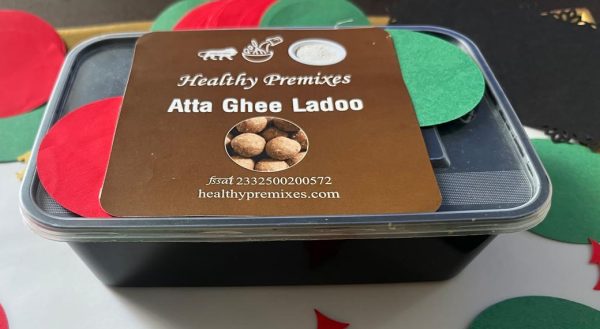 Healthy Premixes
Atta Ghee Ladoo
fssai 2332500200572
healthypremixes.com